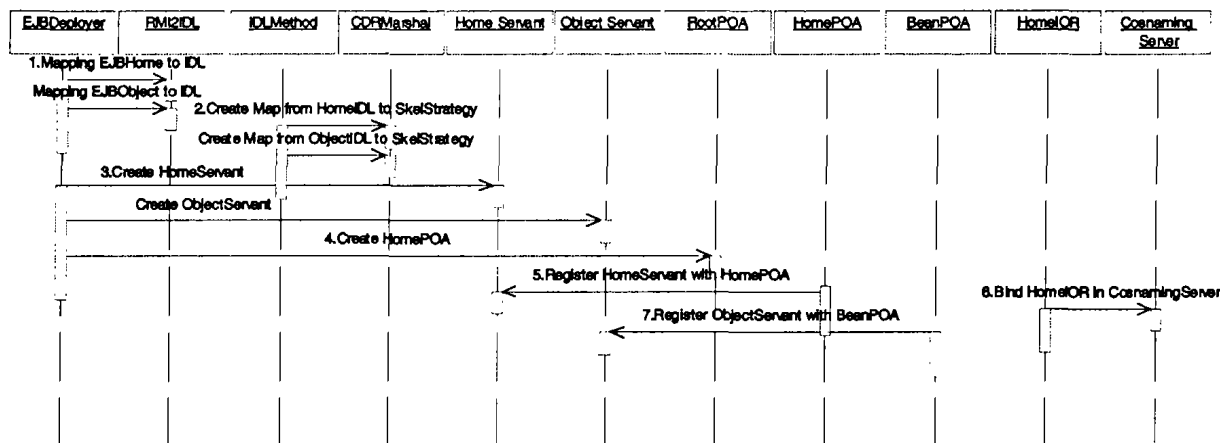 EJBDeployer RMI2IDL IDLMethod CDRMarshal Home Servant Object Servant RootPOA HomePOA BeanPOA HomeIOR Cosnaming
Server
1.Mapping EJBHome to IDL
Mapping EJBObject to IDL
2.Create Map from HomeIDL to SkelStrategy
Create Map from ObjectIDL to SkelStrategy
3.Create HomeServant
Create ObjectServant
4.Create HomePOA
5.Register HomeServant with HomePOA
6.Bind HomeIOR in CosnamingServer
7.Register ObjectServant with BeanPOA